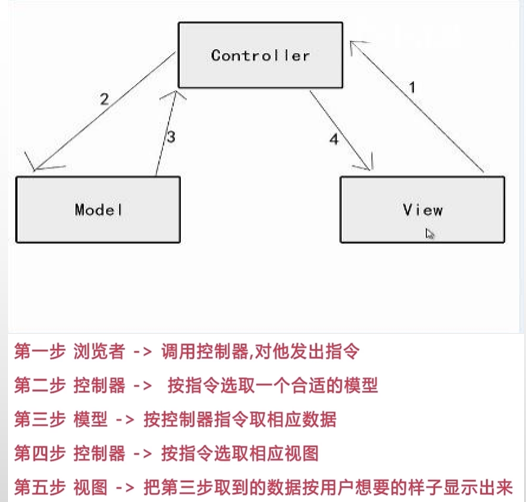 Controller
1
2
3
4
Model
View
第一步 浏览者 -> 调用控制器,对他发出指令
第二步 控制器 -> 按指令选取一个合适的模型
第三步 模型 -> 按控制器指令取相应数据
第四步 控制器 -> 按指令选取相应视图
第五步 视图 -> 把第三步取到的数据按用户想要的样子显示出来